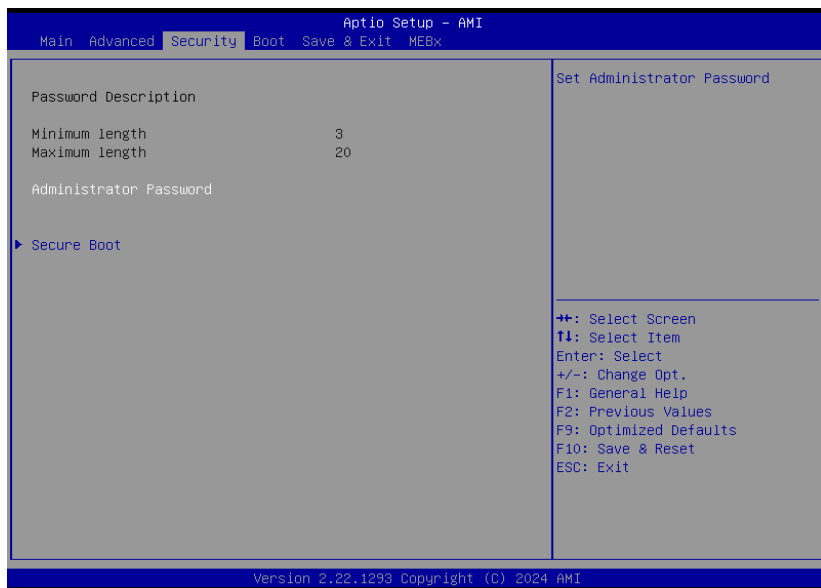 Aptio Setup - AMI
Main Advanced Security Boot Save & Exit MEBx
Password Description
Minimum length 3
Maximum length 20
Administrator Password
Secure Boot
Set Administrator Password
→←: Select Screen
↑↓: Select Item
Enter: Select
+/-: Change Opt.
F1: General Help
F2: Previous Values
F9: Optimized Defaults
F10: Save & Reset
ESC: Exit
Version 2.22.1293 Copyright (C) 2024 AMI